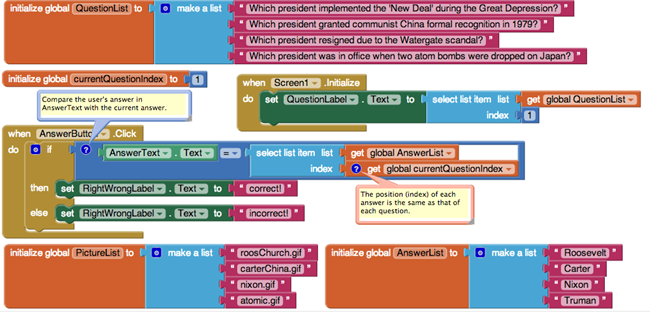 initialize global QuestionList to make a list " Which president implemented the 'New Deal' during the Great Depression? "
" Which president granted communist China formal recognition in 1979? "
" Which president resigned due to the Watergate scandal? "
" Which president was in office when two atom bombs were dropped on Japan? "
initialize global currentQuestionIndex to 1
when Screen1 .Initialize
do set QuestionLabel . Text to select list item list get global QuestionList
index 1
Compare the user's answer in
AnswerText with the current answer.
when AnswerButto .Click
do if ? AnswerText . Text = select list item list get global AnswerList
index ? get global currentQuestionIndex
then set RightWrongLabel . Text to " correct! "
else set RightWrongLabel . Text to " incorrect! "
The position (index) of each
answer is the same as that of
each question.
initialize global PictureList to make a list " roosChurch.gif "
" carterChina.gif "
" nixon.gif "
" atomic.gif "
initialize global AnswerList to make a list " Roosevelt "
" Carter "
" Nixon "
" Truman "